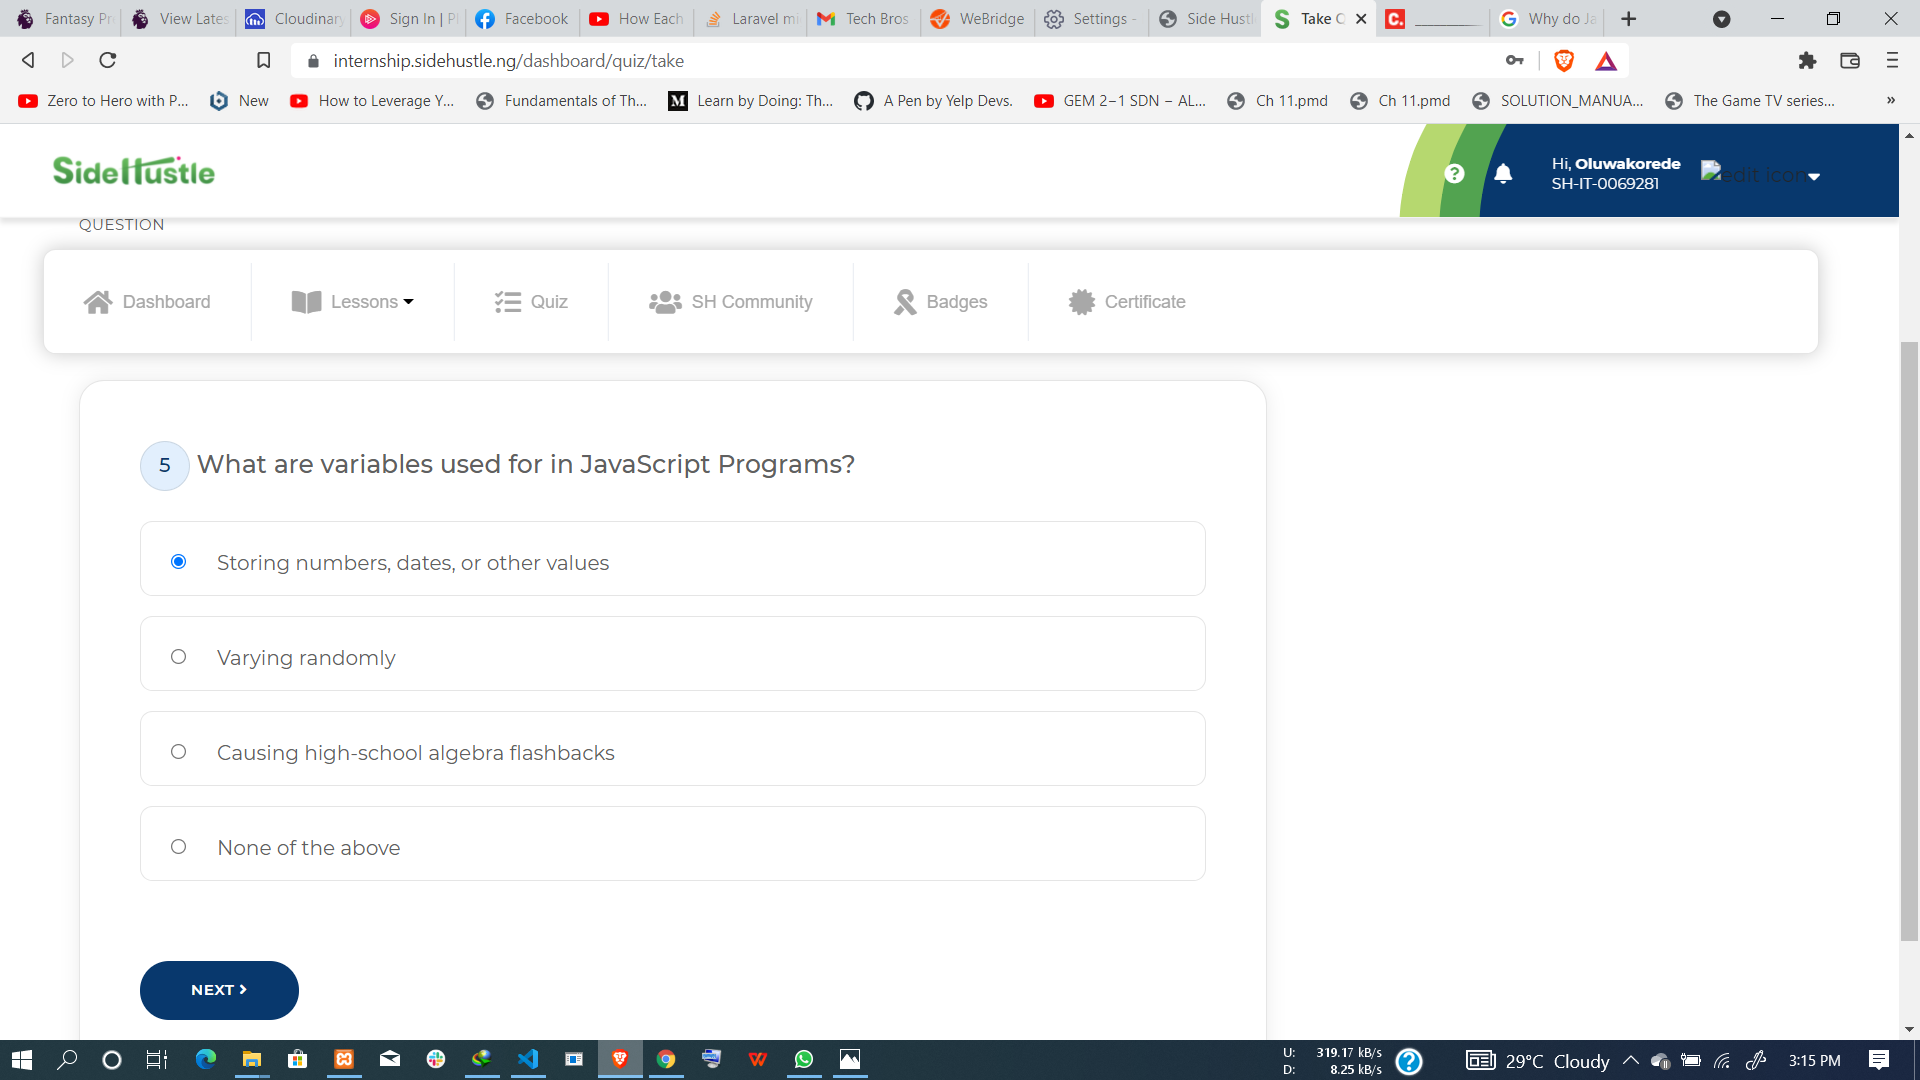 Fantasy Pr
View Lates
Cloudinary
Sign In | Pl
Facebook
How Each
Laravel mi
Tech Bros
WeBridge
Settings -
Side Hustl
Take Q
Why do Ja
internship.sidehustle.ng/dashboard/quiz/take
Zero to Hero with P...
New
How to Leverage Y...
Fundamentals of Th...
Learn by Doing: Th...
A Pen by Yelp Devs.
GEM 2–1 SDN – AL...
Ch 11.pmd
Ch 11.pmd
SOLUTION_MANUA...
The Game TV series...
»
SideHustle
Hi, Oluwakorede
SH-IT-0069281
edit icon
QUESTION
Dashboard
Lessons
Quiz
SH Community
Badges
Certificate
5 What are variables used for in JavaScript Programs?
Storing numbers, dates, or other values
Varying randomly
Causing high-school algebra flashbacks
None of the above
NEXT >
U: 319.17 kB/s
D: 8.25 kB/s
29°C Cloudy
3:15 PM